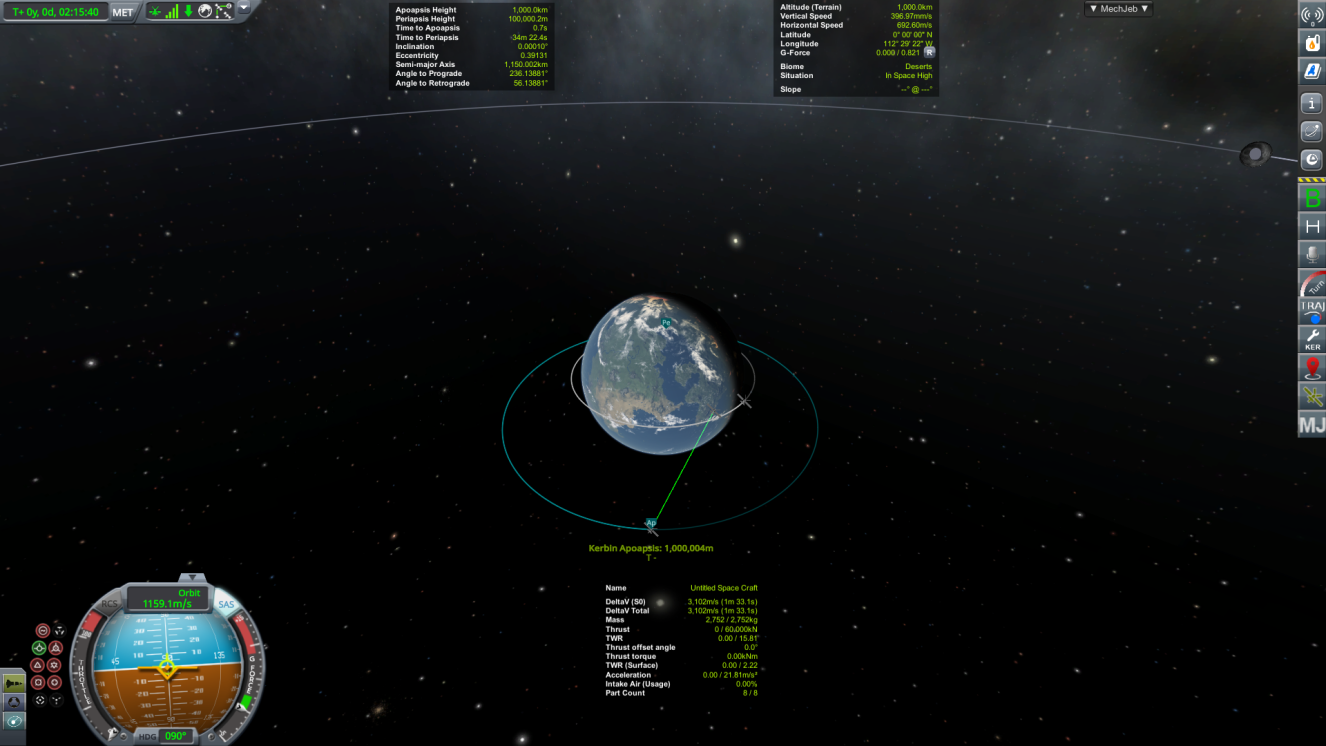 T+ 0y, 0d, 02:15:40 MET
Apoapsis Height 1,000.0km
Periapsis Height 100,000.2m
Time to Apoapsis 0.7s
Time to Periapsis -34m 22.4s
Inclination 0.00010°
Eccentricity 0.39131
Semi-major Axis 1,150.002km
Angle to Prograde 236.13881°
Angle to Retrograde 56.13881°
Altitude (Terrain) 1,000.0km
Vertical Speed 396.97mm/s
Horizontal Speed 692.60m/s
Latitude 0° 00' 00" N
Longitude 112° 29' 22" W
G-Force 0.000 / 0.821 R
Biome Deserts
Situation In Space High
Slope --° @ ---°
▼ MechJeb ▼
0
B
H
Turn
TRAJ
KER
MJ
Pe
Ap
Kerbin Apoapsis: 1,000,004m
T -
Name Untitled Space Craft
DeltaV (S0) 3,102m/s (1m 33.1s)
DeltaV Total 3,102m/s (1m 33.1s)
Mass 2,752 / 2,752kg
Thrust 0 / 60.000kN
TWR 0.00 / 15.81
Thrust offset angle 0.0°
Thrust torque 0.00kNm
TWR (Surface) 0.00 / 2.22
Acceleration 0.00 / 21.81m/s²
Intake Air (Usage) 0.00%
Part Count 8 / 8
Orbit
1159.1m/s
RCS
SAS
THROTTLE
G FORCE
45
135
HDG 090°